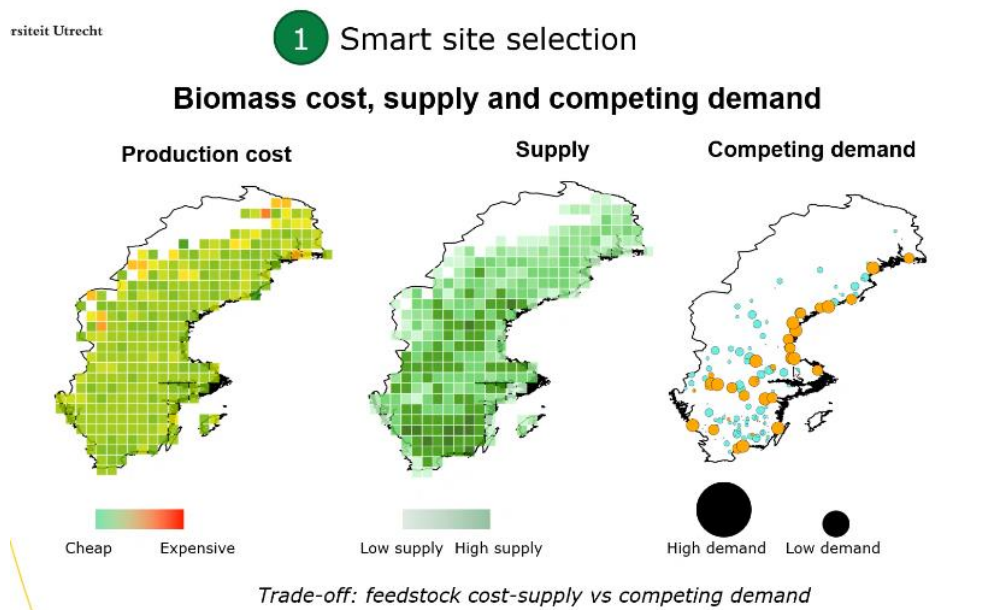 rsiteit Utrecht
1 Smart site selection
Biomass cost, supply and competing demand
Production cost
Supply
Competing demand
Cheap Expensive
Low supply High supply
High demand Low demand
Trade-off: feedstock cost-supply vs competing demand